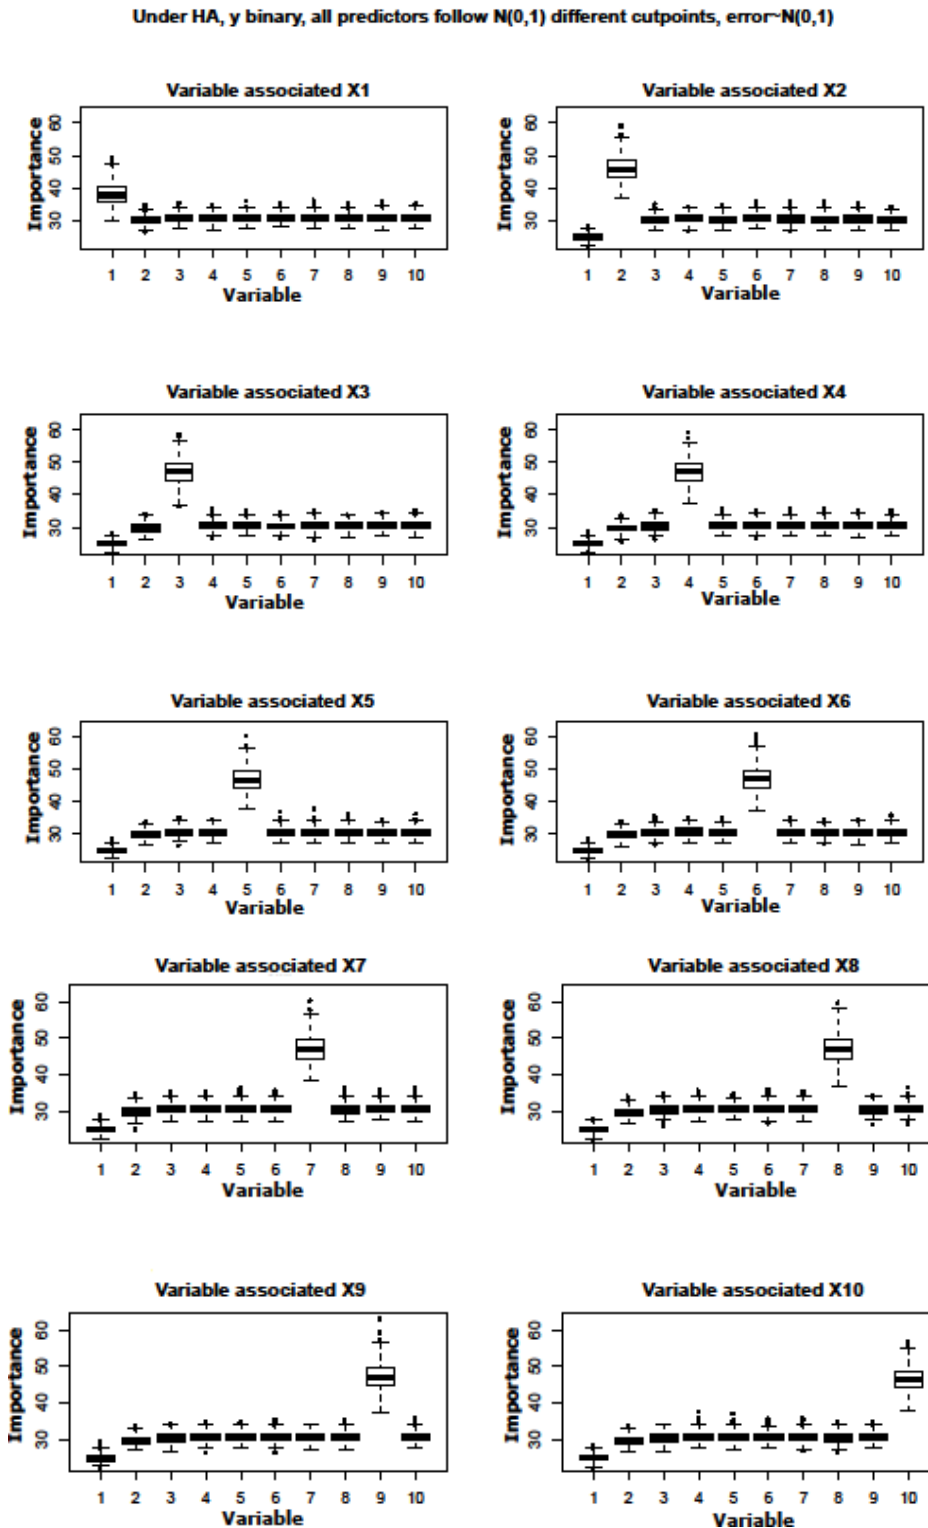 Under HA, y binary, all predictors follow N(0,1) different cutpoints, error~N(0,1)
Variable associated X1
Importance
60
50
40
30
1 2 3 4 5 6 7 8 9 10
Variable
Variable associated X2
Importance
60
50
40
30
1 2 3 4 5 6 7 8 9 10
Variable
Variable associated X3
Importance
60
50
40
30
1 2 3 4 5 6 7 8 9 10
Variable
Variable associated X4
Importance
60
50
40
30
1 2 3 4 5 6 7 8 9 10
Variable
Variable associated X5
Importance
60
50
40
30
1 2 3 4 5 6 7 8 9 10
Variable
Variable associated X6
Importance
60
50
40
30
1 2 3 4 5 6 7 8 9 10
Variable
Variable associated X7
Importance
60
50
40
30
1 2 3 4 5 6 7 8 9 10
Variable
Variable associated X8
Importance
60
50
40
30
1 2 3 4 5 6 7 8 9 10
Variable
Variable associated X9
Importance
60
50
40
30
1 2 3 4 5 6 7 8 9 10
Variable
Variable associated X10
Importance
60
50
40
30
1 2 3 4 5 6 7 8 9 10
Variable